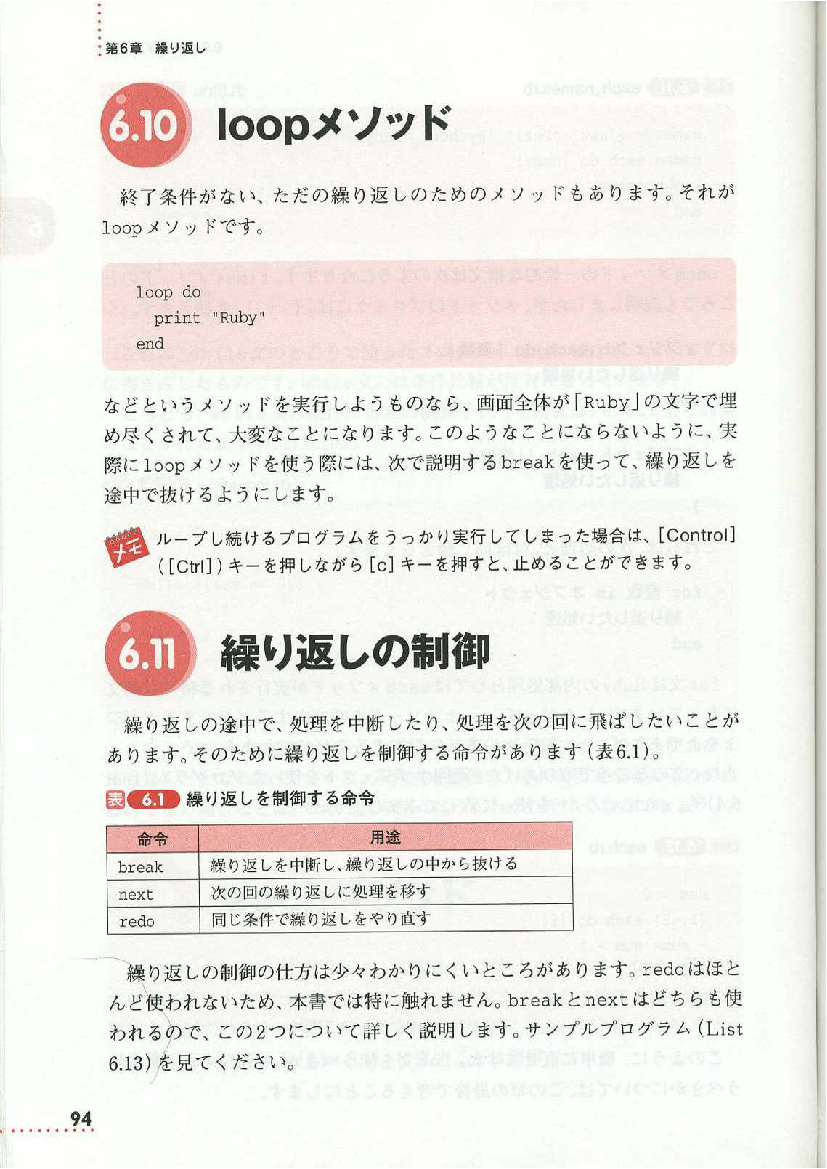 第6章 繰り返し
6.10 loopメソッド
終了条件がない、ただの繰り返しのためのメソッドもあります。それが
loopメソッドです。
loop do
  print "Ruby"
end
などというメソッドを実行しようものなら、画面全体が「Ruby」の文字で埋
め尽くされて、大変なことになります。このようなことにならないように、実
際にloopメソッドを使う際には、次で説明するbreakを使って、繰り返しを
途中で抜けるようにします。
メモ ループし続けるプログラムをうっかり実行してしまった場合は、[Control]
([Ctrl])キーを押しながら[c]キーを押すと、止めることができます。
6.11 繰り返しの制御
繰り返しの途中で、処理を中断したり、処理を次の回に飛ばしたいことが
あります。そのために繰り返しを制御する命令があります(表6.1)。
表 6.1 繰り返しを制御する命令
命令 用途
break 繰り返しを中断し、繰り返しの中から抜ける
next 次の回の繰り返しに処理を移す
redo 同じ条件で繰り返しをやり直す
繰り返しの制御の仕方は少々わかりにくいところがあります。redoはほと
んど使われないため、本書では特に触れません。breakとnextはどちらも使
われるので、この2つについて詳しく説明します。サンプルプログラム(List
6.13)を見てください。
94